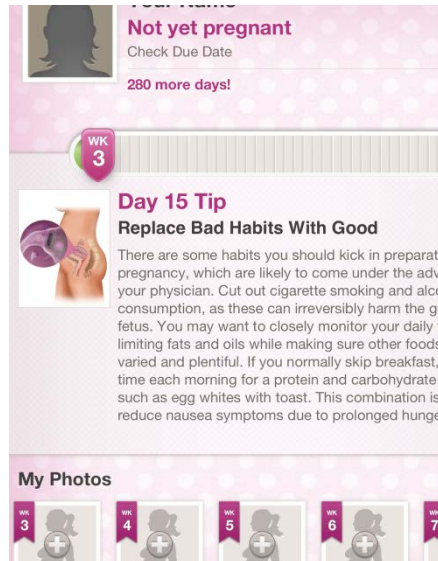 Your Name
Not yet pregnant
Check Due Date
280 more days!
WK
3
Day 15 Tip
Replace Bad Habits With Good
There are some habits you should kick in preparat
pregnancy, which are likely to come under the adv
your physician. Cut out cigarette smoking and alco
consumption, as these can irreversibly harm the g
fetus. You may want to closely monitor your daily
limiting fats and oils while making sure other foods
varied and plentiful. If you normally skip breakfast,
time each morning for a protein and carbohydrate
such as egg whites with toast. This combination is
reduce nausea symptoms due to prolonged hunge
My Photos
WK WK WK WK WK
3 4 5 6 7